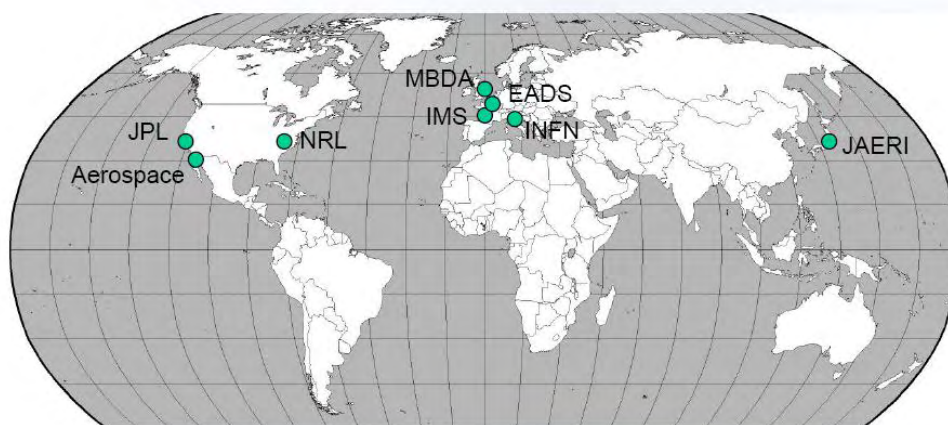 MBDA
EADS
IMS
INFN
JPL
NRL
JAERI
Aerospace